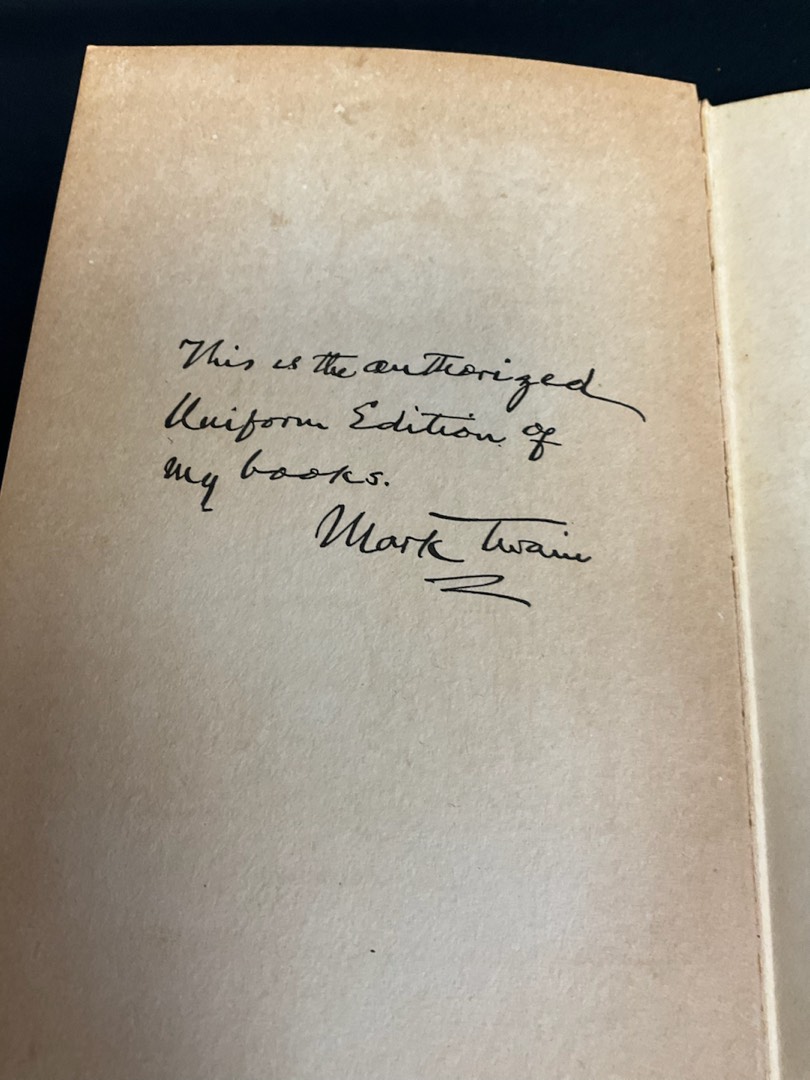 This is the authorized
Uniform Edition of
my books.
Mark Twain